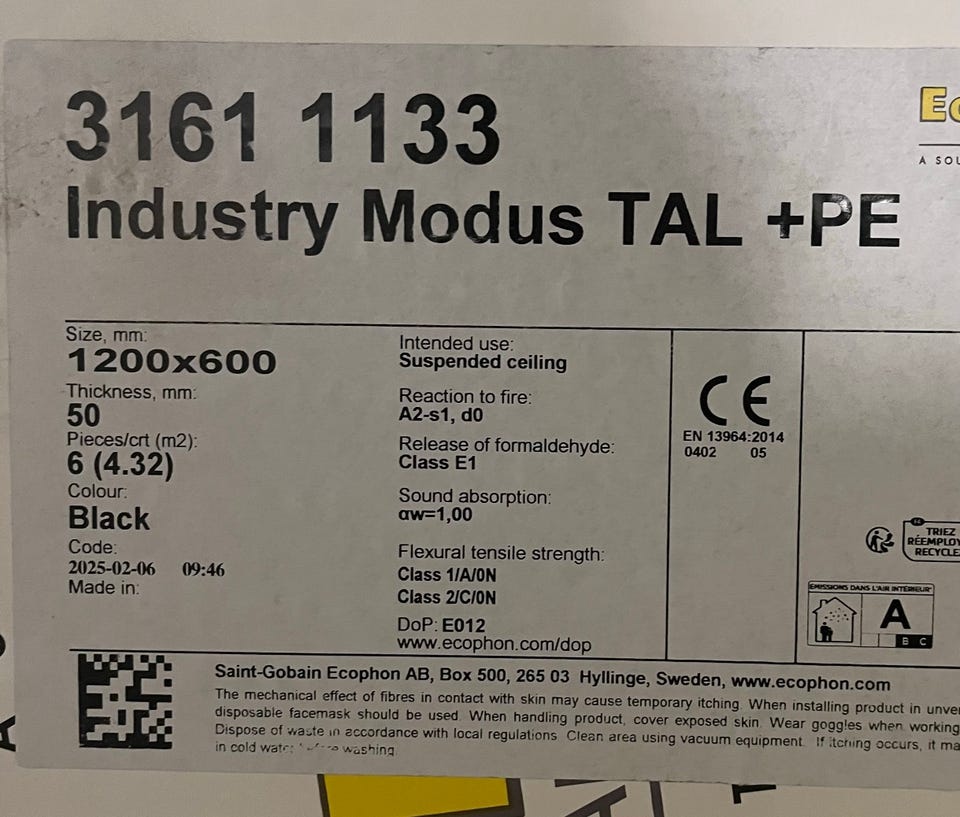 3161 1133
Industry Modus TAL +PE
A SOU
Size, mm:
1200x600
Thickness, mm:
50
Pieces/crt (m2):
6 (4.32)
Colour:
Black
Code:
2025-02-06 09:46
Made in:
Intended use:
Suspended ceiling
Reaction to fire:
A2-s1, d0
Release of formaldehyde:
Class E1
Sound absorption:
αw=1,00
Flexural tensile strength:
Class 1/A/0N
Class 2/C/0N
DoP: E012
www.ecophon.com/dop
CE
EN 13964:2014
0402 05
TRIEZ
RÉEMPLOY
RECYCLE
ÉMISSIONS DANS L'AIR INTÉRIEUR
A
B C
Saint-Gobain Ecophon AB, Box 500, 265 03 Hyllinge, Sweden, www.ecophon.com
The mechanical effect of fibres in contact with skin may cause temporary itching. When installing product in unve
disposable facemask should be used. When handling product, cover exposed skin. Wear goggles when working
Dispose of waste in accordance with local regulations. Clean area using vacuum equipment. If itching occurs, it ma
in cold water washing.